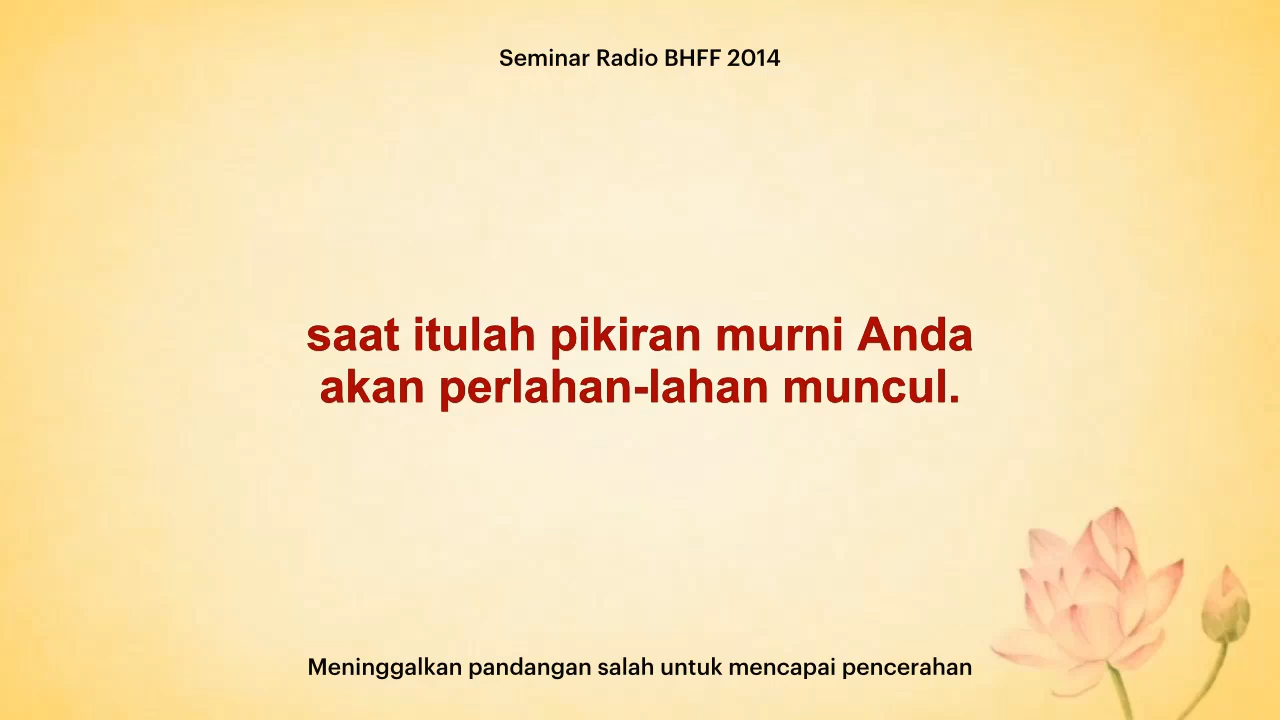 Seminar Radio BHFF 2014
saat itulah pikiran murni Anda
akan perlahan-lahan muncul.
Meninggalkan pandangan salah untuk mencapai pencerahan